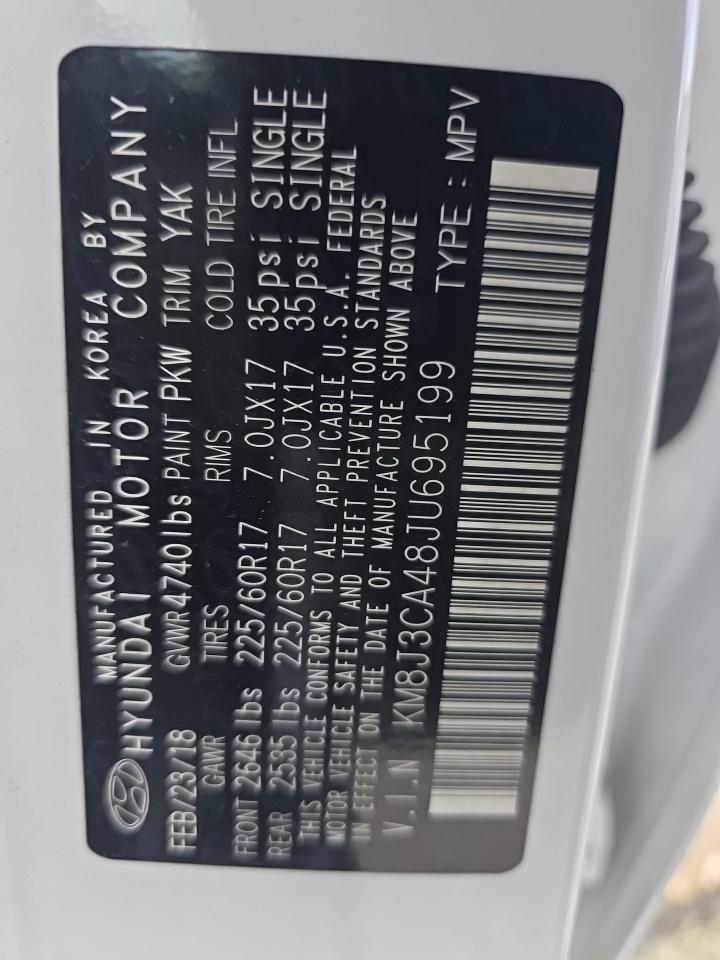 MANUFACTURED IN KOREA BY
HYUNDAI MOTOR COMPANY
FEB/23/18 GVWR 4740 lbs PAINT PKW TRIM YAK
GAWR TIRES RIMS COLD TIRE INFL
FRONT 2646 lbs 225/60R17 7.0JX17 35psi SINGLE
REAR 2535 lbs 225/60R17 7.0JX17 35psi SINGLE
THIS VEHICLE CONFORMS TO ALL APPLICABLE U.S.A. FEDERAL
MOTOR VEHICLE SAFETY AND THEFT PREVENTION STANDARDS
IN EFFECT ON THE DATE OF MANUFACTURE SHOWN ABOVE
V.I.N KM8J3CA48JU695199 TYPE : MPV